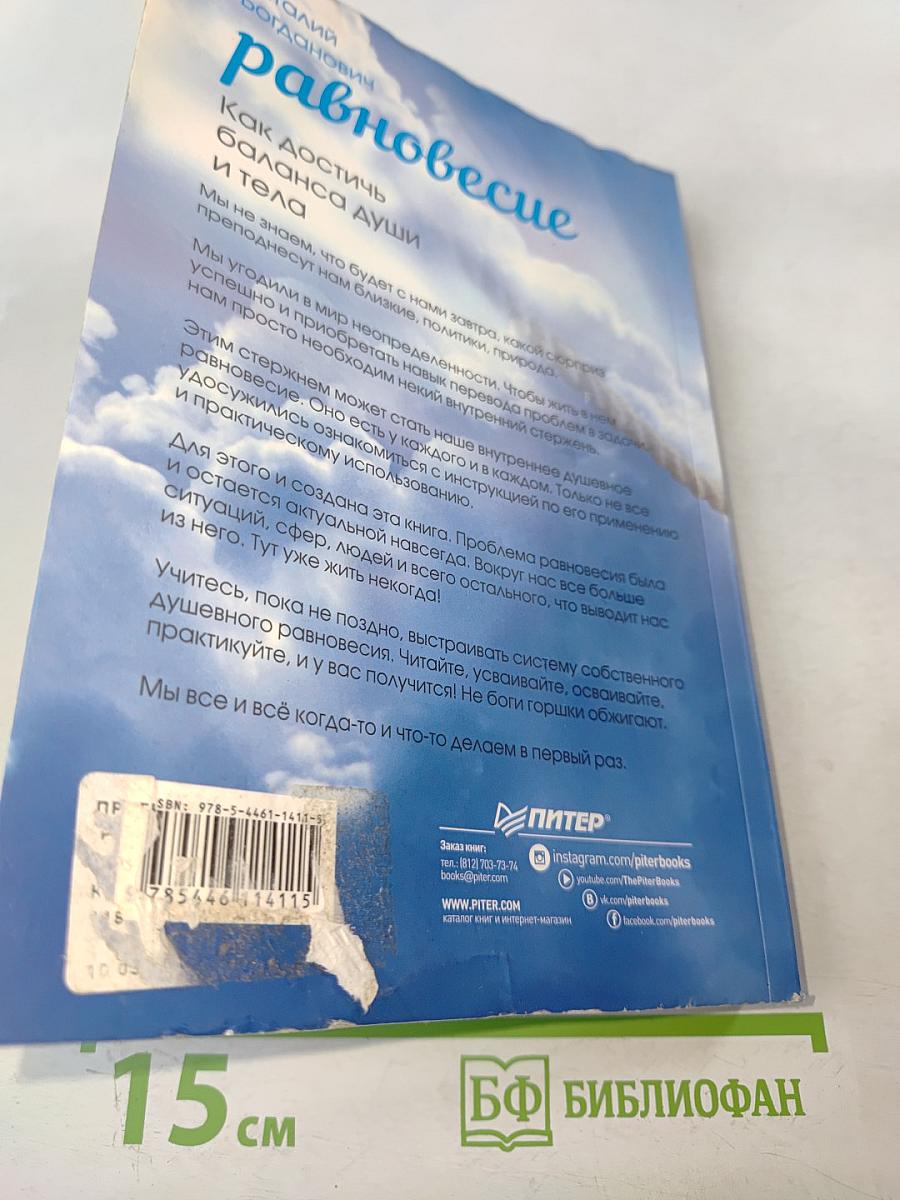 талий
Богданович
равновесие
Как достичь
баланса души
и тела
Мы не знаем, что будет с нами завтра, какой сюрприз
преподнесут нам близкие, политики, природа.
Мы угодили в мир неопределенности. Чтобы жить в нем
успешно и приобретать навык перевода проблем в задачи,
нам просто необходим некий внутренний стержень.
Этим стержнем может стать наше внутреннее душевное
равновесие. Оно есть у каждого и в каждом. Только не все
удосужились ознакомиться с инструкцией по его применению
и практическому использованию.
Для этого и создана эта книга. Проблема равновесия была
и остается актуальной навсегда. Вокруг нас все больше
ситуаций, сфер, людей и всего остального, что выводит нас
из него. Тут уже жить некогда!
Учитесь, пока не поздно, выстраивать систему собственного
душевного равновесия. Читайте, усваивайте, осваивайте,
практикуйте, и у вас получится! Не боги горшки обжигают.
Мы все и всё когда-то и что-то делаем в первый раз.
ISBN: 978-5-4461-1411-5
9 785446 114115
ПИТЕР®
Заказ книг:
тел.: (812) 703-73-74
books@piter.com
WWW.PITER.COM
каталог книг и интернет-магазин
instagram.com/piterbooks
youtube.com/ThePiterBooks
vk.com/piterbooks
facebook.com/piterbooks
15 см
БФ БИБЛИОФАН